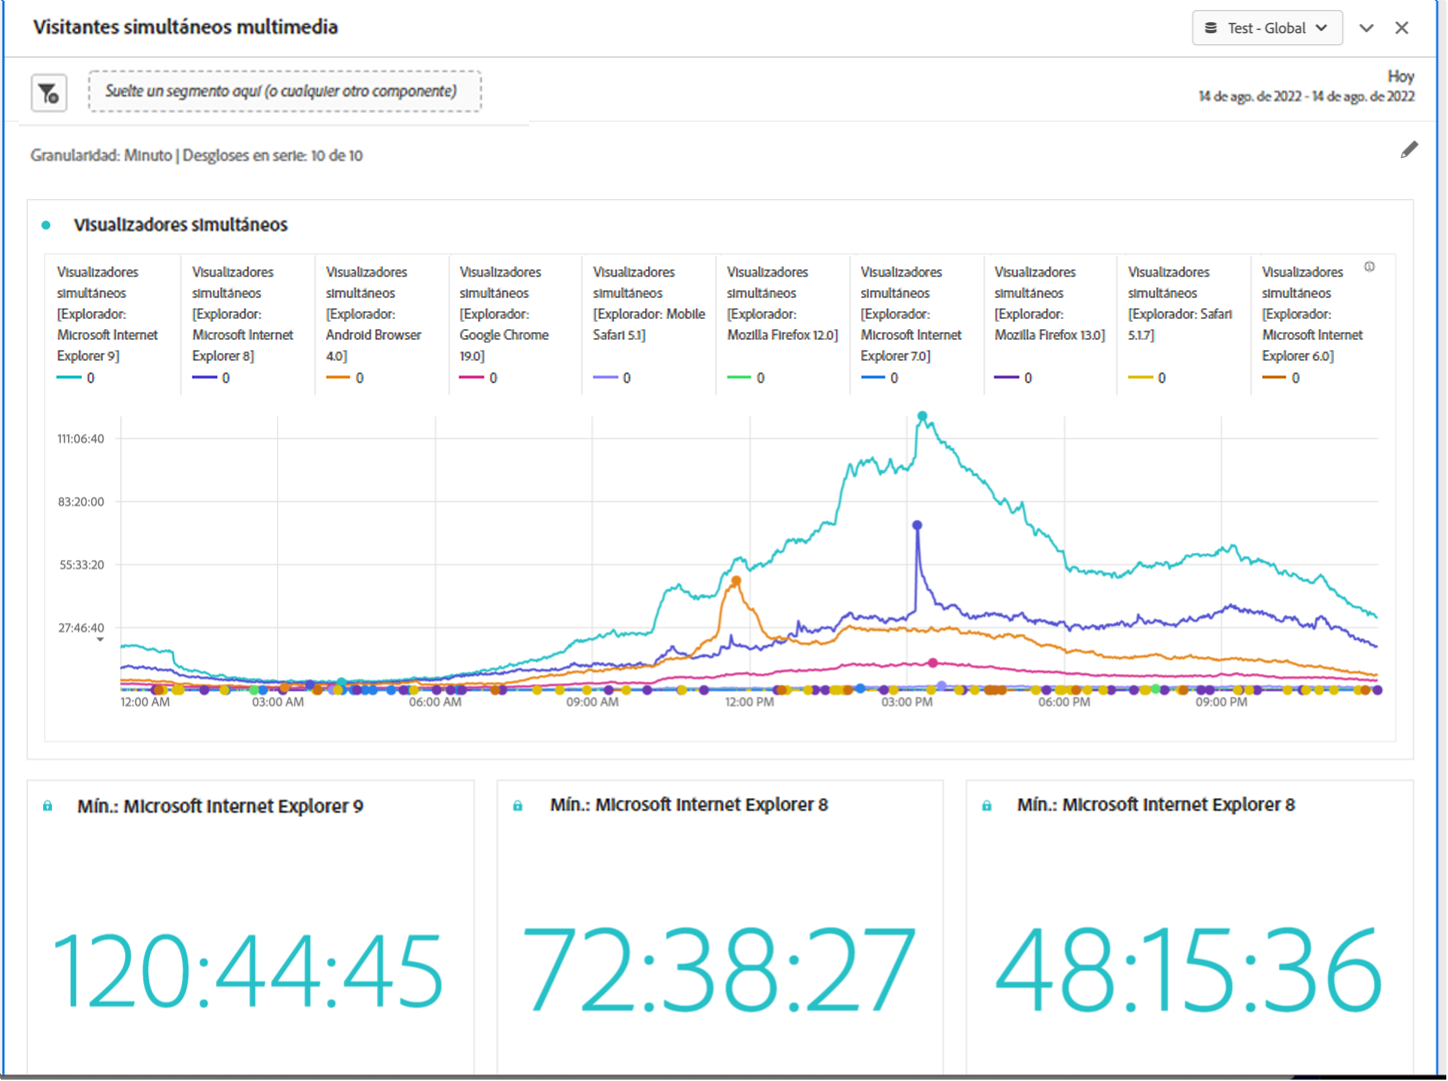 Visitantes simultáneos multimedia
Test - Global
Suelte un segmento aquí (o cualquier otro componente)
Hoy
14 de ago. de 2022 - 14 de ago. de 2022
Granularidad: Minuto | Desgloses en serie: 10 de 10
Visualizadores simultáneos
Visualizadores
simultáneos
[Explorador:
Microsoft Internet
Explorer 9]
0
Visualizadores
simultáneos
[Explorador:
Microsoft Internet
Explorer 8]
0
Visualizadores
simultáneos
[Explorador:
Android Browser
4.0]
0
Visualizadores
simultáneos
[Explorador:
Google Chrome
19.0]
0
Visualizadores
simultáneos
[Explorador: Mobile
Safari 5.1]
0
Visualizadores
simultáneos
[Explorador:
Mozilla Firefox 12.0]
0
Visualizadores
simultáneos
[Explorador:
Microsoft Internet
Explorer 7.0]
0
Visualizadores
simultáneos
[Explorador:
Mozilla Firefox 13.0]
0
Visualizadores
simultáneos
[Explorador: Safari
5.1.7]
0
Visualizadores
simultáneos
[Explorador:
Microsoft Internet
Explorer 6.0]
0
111:06:40
83:20:00
55:33:20
27:46:40
12:00 AM 03:00 AM 06:00 AM 09:00 AM 12:00 PM 03:00 PM 06:00 PM 09:00 PM
Mín.: Microsoft Internet Explorer 9
120:44:45
Mín.: Microsoft Internet Explorer 8
72:38:27
Mín.: Microsoft Internet Explorer 8
48:15:36